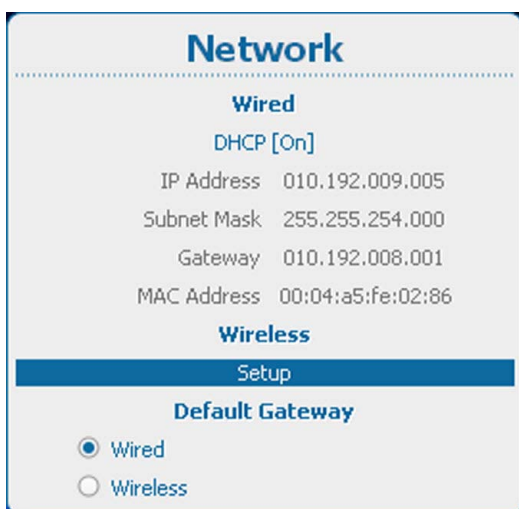 Network
Wired
DHCP [On]
IP Address 010.192.009.005
Subnet Mask 255.255.254.000
Gateway 010.192.008.001
MAC Address 00:04:a5:fe:02:86
Wireless
Setup
Default Gateway
Wired
Wireless